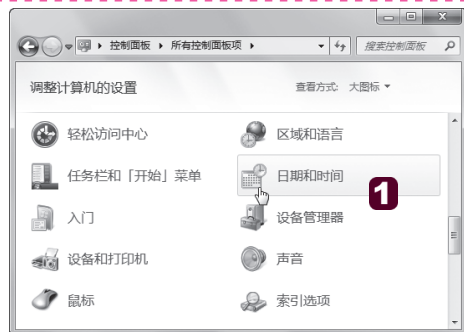 控制面板 ▸ 所有控制面板项 ▸ 搜索控制面板
调整计算机的设置 查看方式: 大图标
轻松访问中心 区域和语言
任务栏和「开始」菜单 日期和时间
1
入门 设备管理器
设备和打印机 声音
鼠标 索引选项